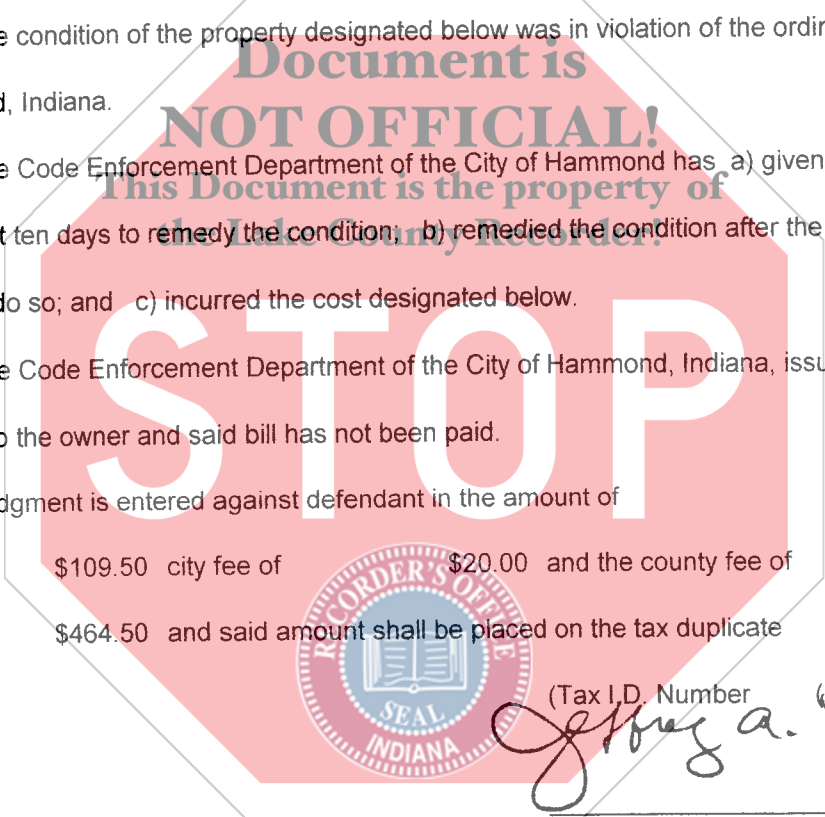 e condition of the property designated below was in violation of the ordin
Document is
d, Indiana.
NOT OFFICIAL!
e Code Enforcement Department of the City of Hammond has a) given
This Document is the property of
t ten days to remedy the condition; b) remedied the condition after the
the Lake County Recorder!
do so; and c) incurred the cost designated below.
STOP
e Code Enforcement Department of the City of Hammond, Indiana, issu
o the owner and said bill has not been paid.
dgment is entered against defendant in the amount of
$109.50 city fee of $20.00 and the county fee of
$464.50 and said amount shall be placed on the tax duplicate
RECORDER'S OFFICE
SEAL
INDIANA
(Tax I.D. Number
Jeffrey A.